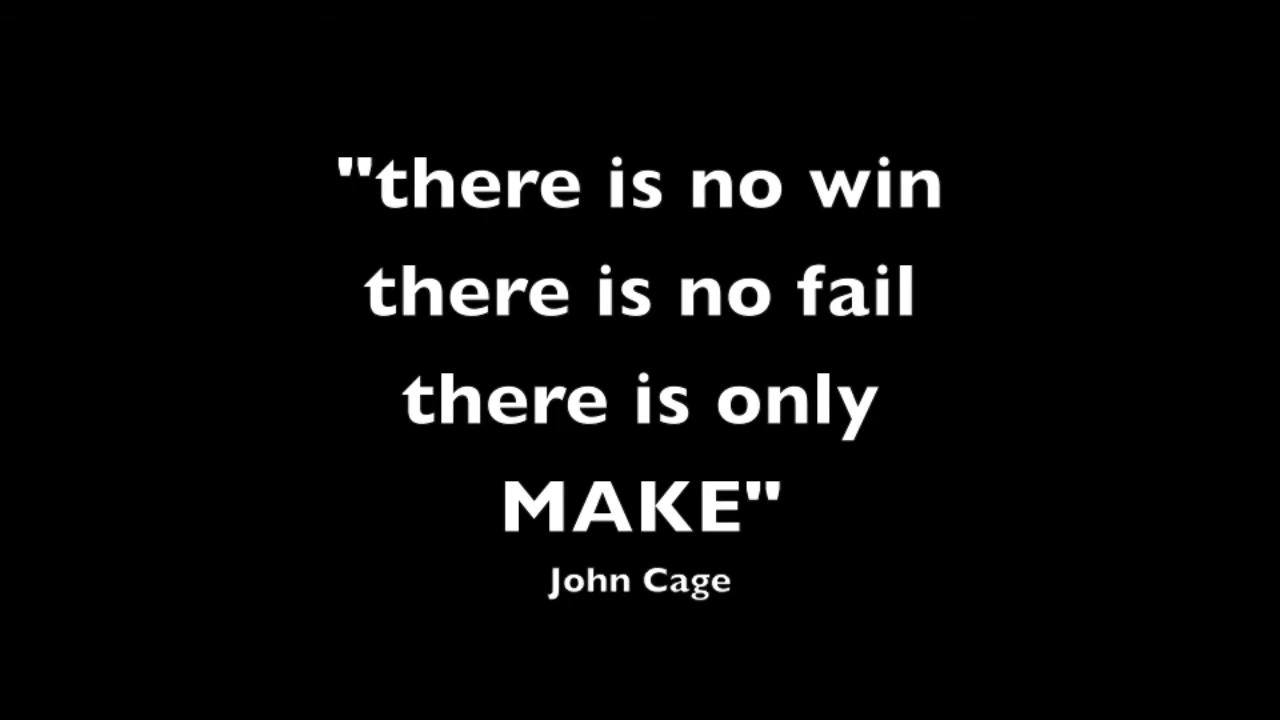 "there is no win
there is no fail
there is only
MAKE"
John Cage